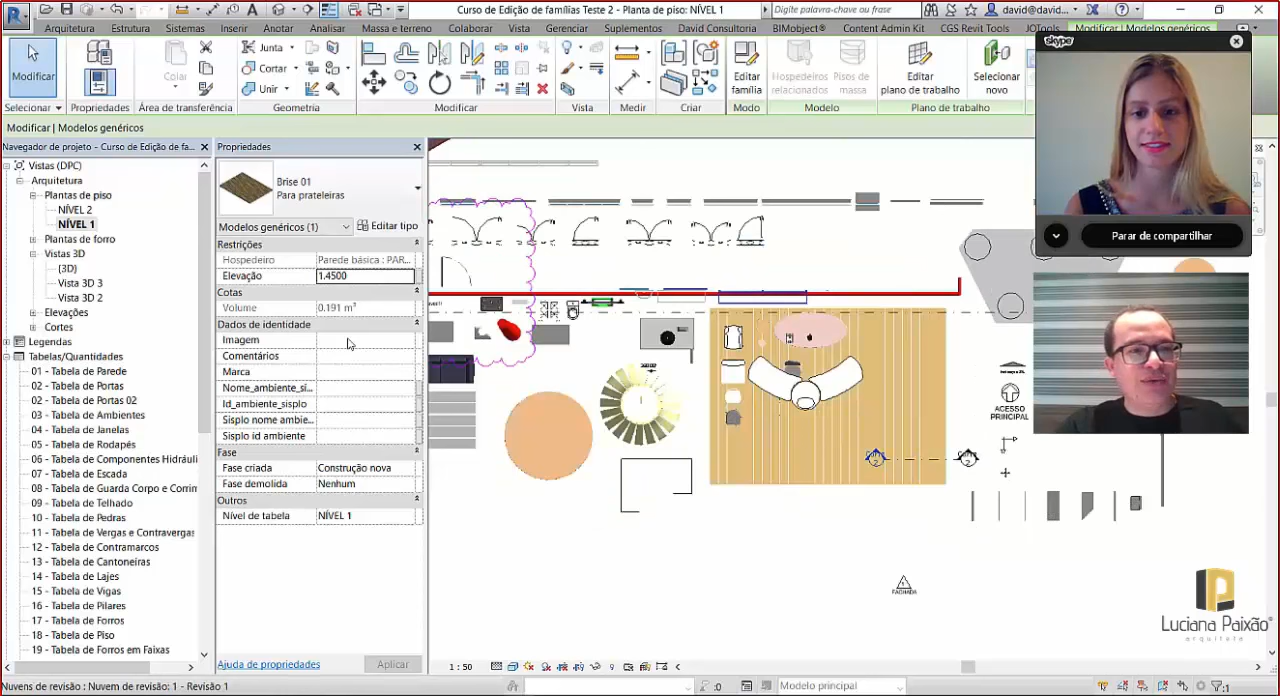 Curso de Edição de famílias Teste 2 - Planta de piso: NÍVEL 1
Digite palavra-chave ou frase
david@david...
Arquitetura Estrutura Sistemas Inserir Anotar Analisar Massa e terreno Colaborar Vista Gerenciar Suplementos David Consultoria BIMobject® Content Admin Kit CGS Revit Tools JOTools Modificar | Modelos genéricos
Modificar
Colar
Junta
Cortar
Unir
Editar família
Hospedeiros relacionados
Pisos de massa
Editar plano de trabalho
Selecionar novo
Selecionar Propriedades Área de transferência Geometria Modificar Vista Medir Criar Modo Modelo Plano de trabalho
Modificar | Modelos genéricos
Navegador de projeto - Curso de Edição de fa...
Vistas (DPC)
Arquitetura
Plantas de piso
NÍVEL 2
NÍVEL 1
Plantas de forro
Vistas 3D
{3D}
Vista 3D 3
Vista 3D 2
Elevações
Cortes
Legendas
Tabelas/Quantidades
01 - Tabela de Parede
02 - Tabela de Portas
02 - Tabela de Portas 02
03 - Tabela de Ambientes
04 - Tabela de Janelas
05 - Tabela de Rodapés
06 - Tabela de Componentes Hidráuli
07 - Tabela de Escada
08 - Tabela de Guarda Corpo e Corrim
09 - Tabela de Telhado
10 - Tabela de Pedras
11 - Tabela de Vergas e Contravergas
12 - Tabela de Contramarcos
13 - Tabela de Cantoneiras
14 - Tabela de Lajes
15 - Tabela de Vigas
16 - Tabela de Pilares
17 - Tabela de Forros
18 - Tabela de Piso
19 - Tabela de Forros em Faixas
Propriedades
Brise 01
Para prateleiras
Modelos genéricos (1)
Editar tipo
Restrições
Hospedeiro Parede básica : PAR...
Elevação 1.4500
Cotas
Volume 0.191 m³
Dados de identidade
Imagem
Comentários
Marca
Nome_ambiente_si...
Id_ambiente_sisplo
Sisplo nome ambie...
Sisplo id ambiente
Fase
Fase criada Construção nova
Fase demolida Nenhum
Outros
Nível de tabela NÍVEL 1
Ajuda de propriedades
Aplicar
skype
Parar de compartilhar
ACESSO
PRINCIPAL
Corte
2
Corte
2
1
FACHADA
Luciana Paixão
arquiteta
1 : 50
Nuvens de revisão : Nuvem de revisão: 1 - Revisão 1
:0
Modelo principal
:1